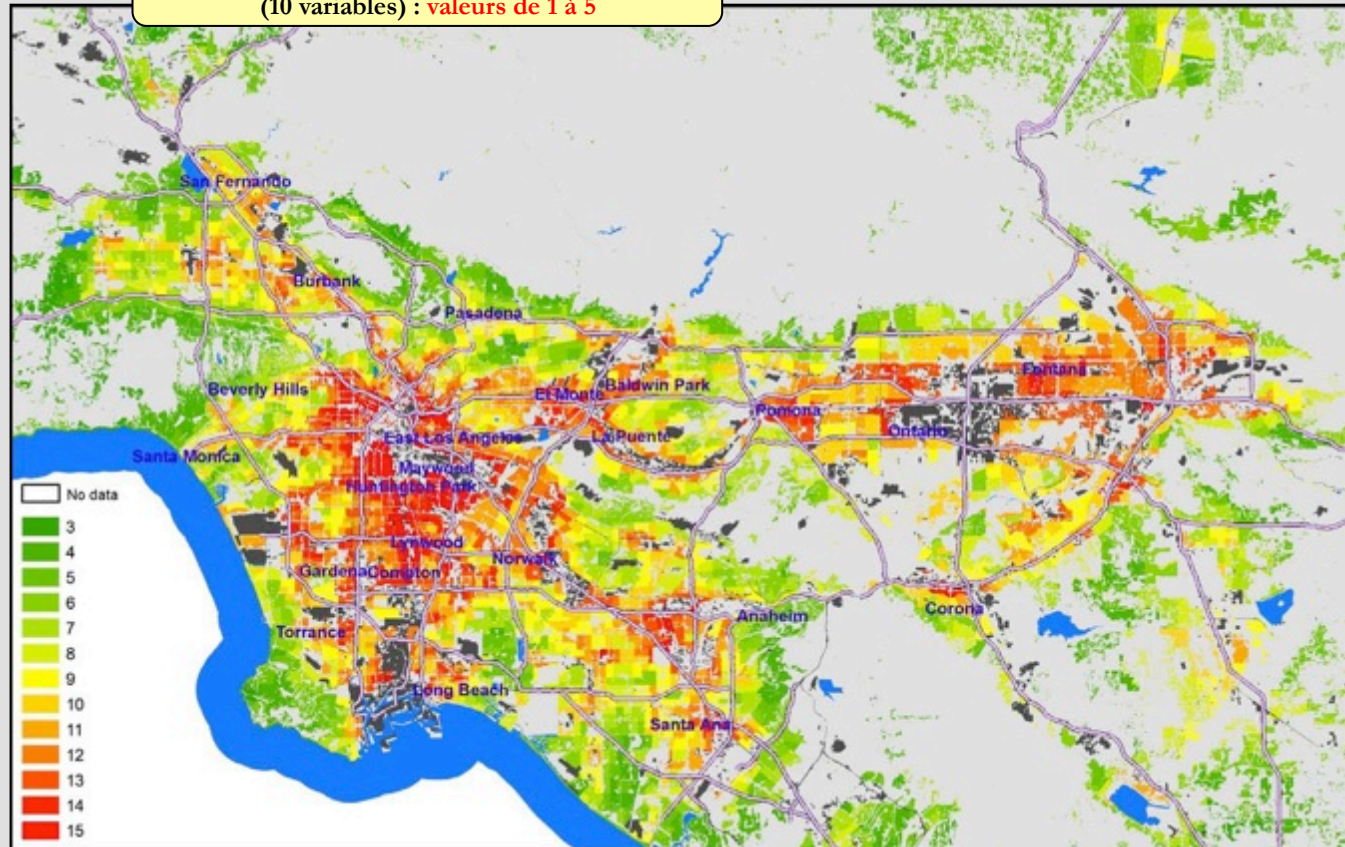 (10 variables) : valeurs de 1 à 5
San Fernando
Burbank
Pasadena
Beverly Hills
El Monte
Baldwin Park
Pomona
Fontana
East Los Angeles
La Puente
Ontario
Santa Monica
Maywood
Huntington Park
Lynwood
Norwalk
Gardena
Compton
Torrance
Anaheim
Corona
Long Beach
Santa Ana
No data
3
4
5
6
7
8
9
10
11
12
13
14
15